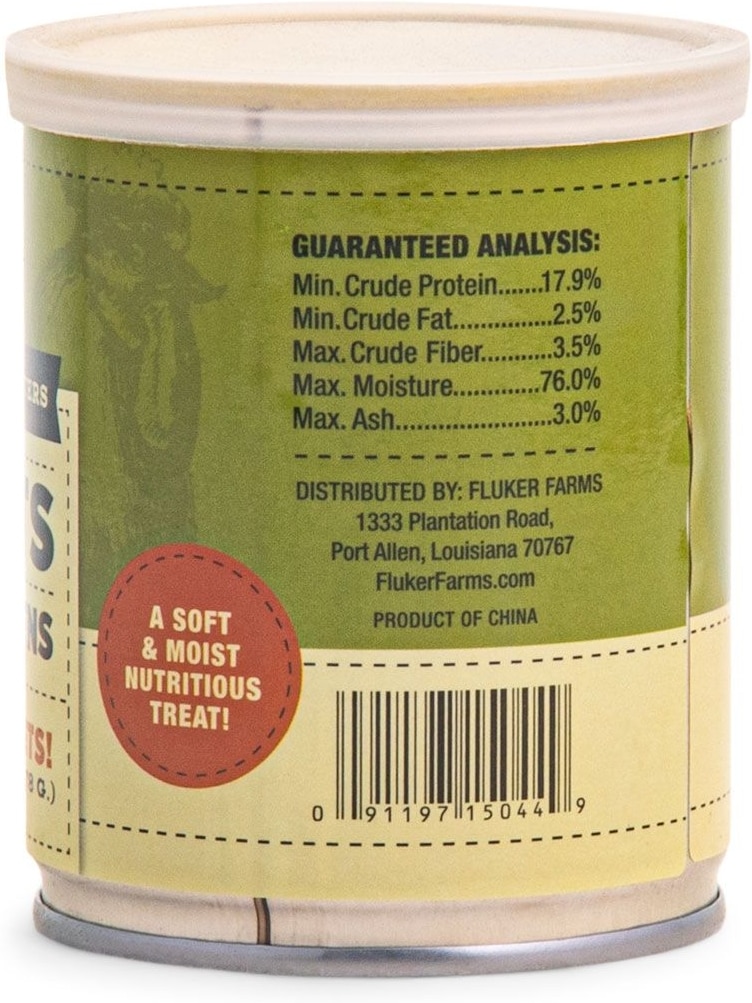 GUARANTEED ANALYSIS:
Min. Crude Protein.......17.9%
Min. Crude Fat...............2.5%
Max. Crude Fiber...........3.5%
Max. Moisture.............76.0%
Max. Ash.......................3.0%
DISTRIBUTED BY: FLUKER FARMS
1333 Plantation Road,
Port Allen, Louisiana 70767
FlukerFarms.com
PRODUCT OF CHINA
A SOFT
& MOIST
NUTRITIOUS
TREAT!
0 91197 15044 9